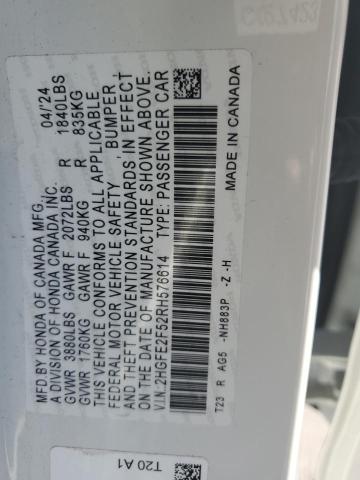 MFD BY HONDA OF CANADA MFG., 04/'24
A DIVISION OF HONDA CANADA INC.
GVWR 3880LBS GAWR F 2072LBS R 1840LBS
GVWR 1760KG GAWR F 940KG R 835KG
THIS VEHICLE CONFORMS TO ALL APPLICABLE
FEDERAL MOTOR VEHICLE SAFETY, BUMPER,
AND THEFT PREVENTION STANDARDS IN EFFECT
ON THE DATE OF MANUFACTURE SHOWN ABOVE.
V.I.N. 2HGFE2F52RH576614 TYPE: PASSENGER CAR
T23 R AG5 -NH883P -Z -H MADE IN CANADA
T20 A1